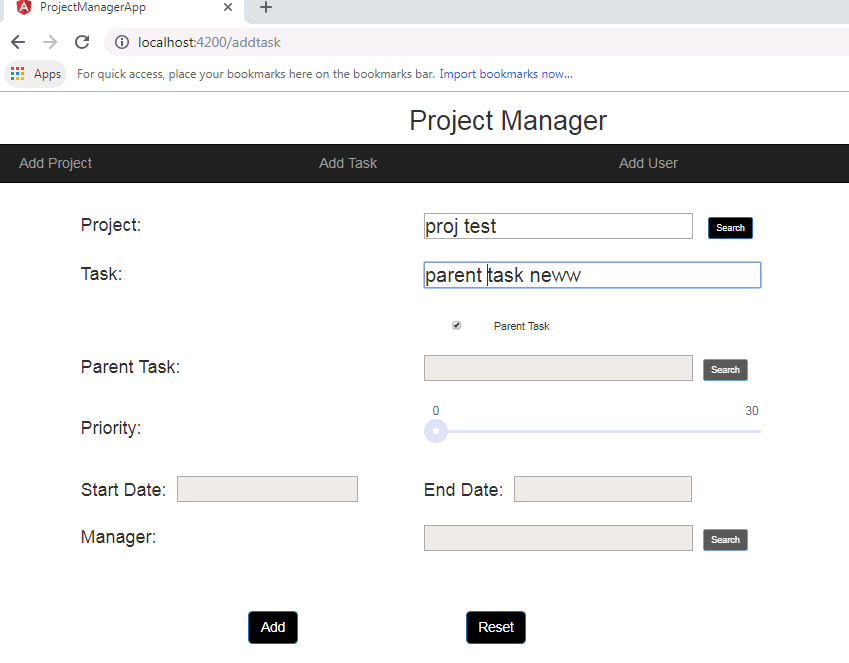 ProjectManagerApp
localhost:4200/addtask
Apps For quick access, place your bookmarks here on the bookmarks bar. Import bookmarks now...
Project Manager
Add Project Add Task Add User
Project: proj test Search
Task: parent task neww
Parent Task
Parent Task: Search
0 30
Priority:
Start Date: End Date:
Manager: Search
Add Reset